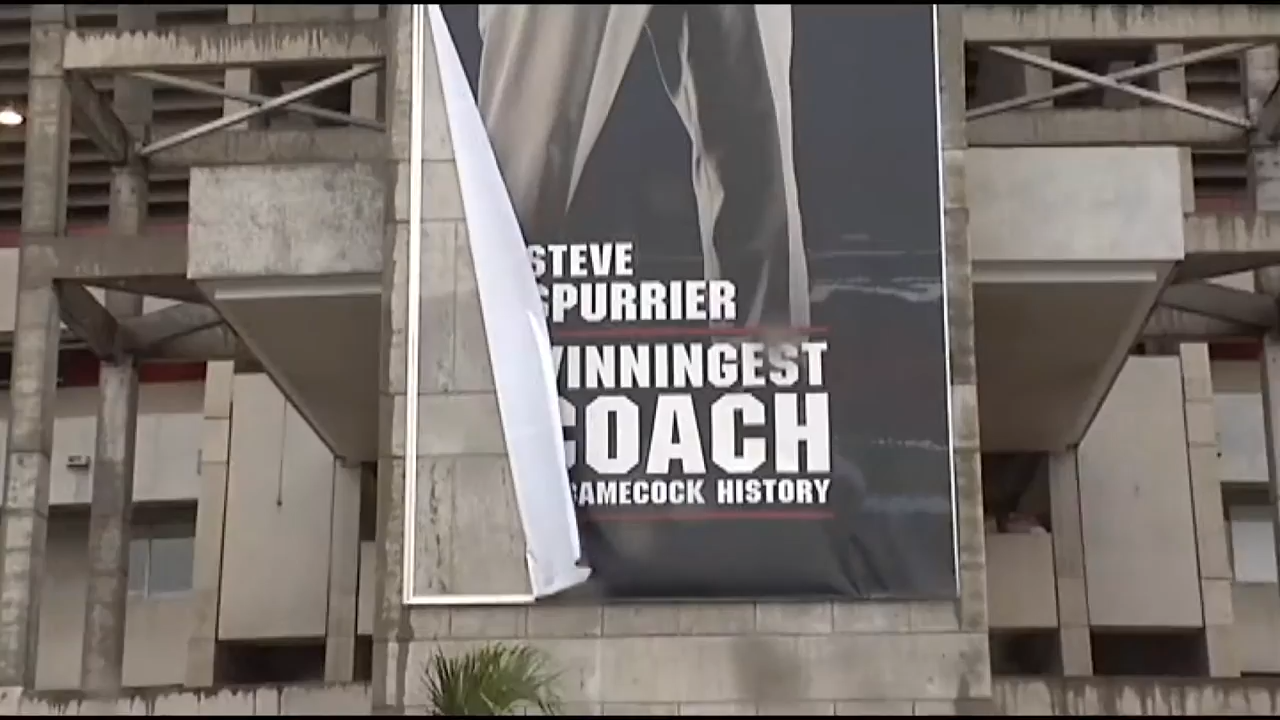 STEVE
SPURRIER
WINNINGEST
COACH
GAMECOCK HISTORY